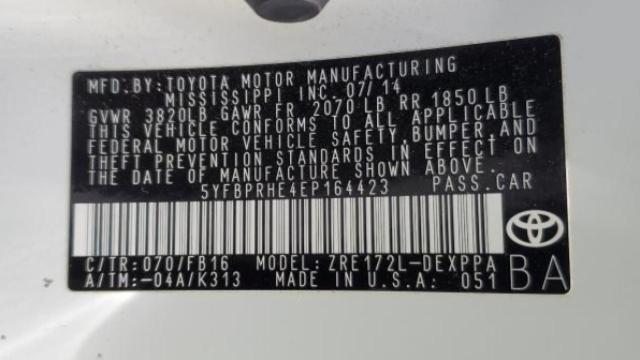 MFD.BY:TOYOTA MOTOR MANUFACTURING
MISSISSIPPI INC. 07/14
GVWR 3820LB GAWR FR 2070 LB RR 1850 LB
THIS VEHICLE CONFORMS TO ALL APPLICABLE
FEDERAL MOTOR VEHICLE SAFETY, BUMPER, AND
THEFT PREVENTION STANDARDS IN EFFECT ON
THE DATE OF MANUFACTURE SHOWN ABOVE.
5YFBPRHE4EP164423 PASS.CAR
C/TR:070/FB16 MODEL:ZRE172L-DEXPPA
A/TM:-04A/K313 MADE IN U.S.A. 051
BA